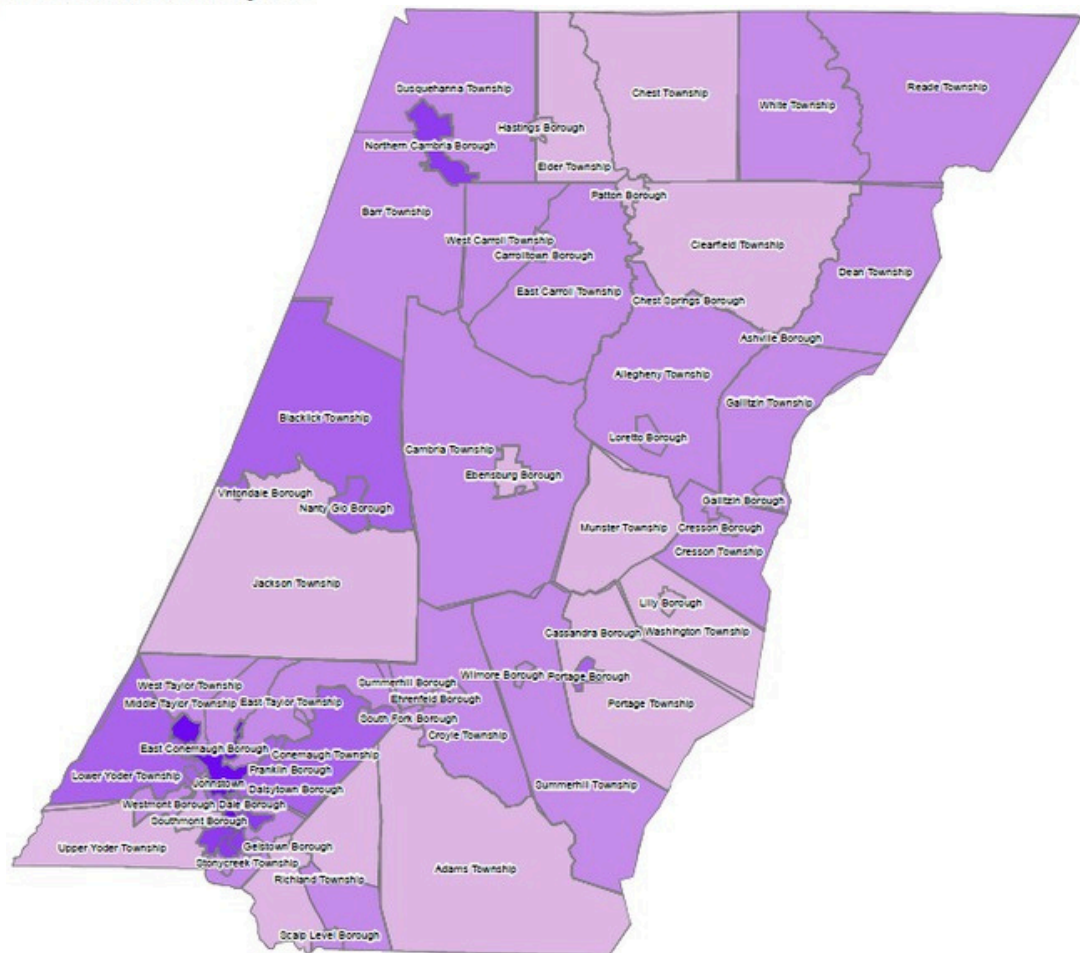 Susquehanna Township
Chest Township
White Township
Reade Township
Hastings Borough
Northern Cambria Borough
Elder Township
Patton Borough
Barr Township
West Carroll Township
Clearfield Township
Carrolltown Borough
Dean Township
East Carroll Township
Chest Springs Borough
Ashville Borough
Allegheny Township
Gallitzin Township
Blacklick Township
Loretto Borough
Cambria Township
Ebensburg Borough
Vintondale Borough
Gallitzin Borough
Nanty Glo Borough
Munster Township
Cresson Borough
Cresson Township
Jackson Township
Lilly Borough
Cassandra Borough
Washington Township
Wilmore Borough
Portage Borough
Summerhill Borough
West Taylor Township
Ehrenfeld Borough
Middle Taylor Township
East Taylor Township
Portage Township
South Fork Borough
Croyle Township
East Conemaugh Borough
Conemaugh Township
Franklin Borough
Lower Yoder Township
Johnstown
Daisytown Borough
Summerhill Township
Westmont Borough
Dale Borough
Southmont Borough
Upper Yoder Township
Geistown Borough
Stonycreek Township
Adams Township
Richland Township
Scalp Level Borough